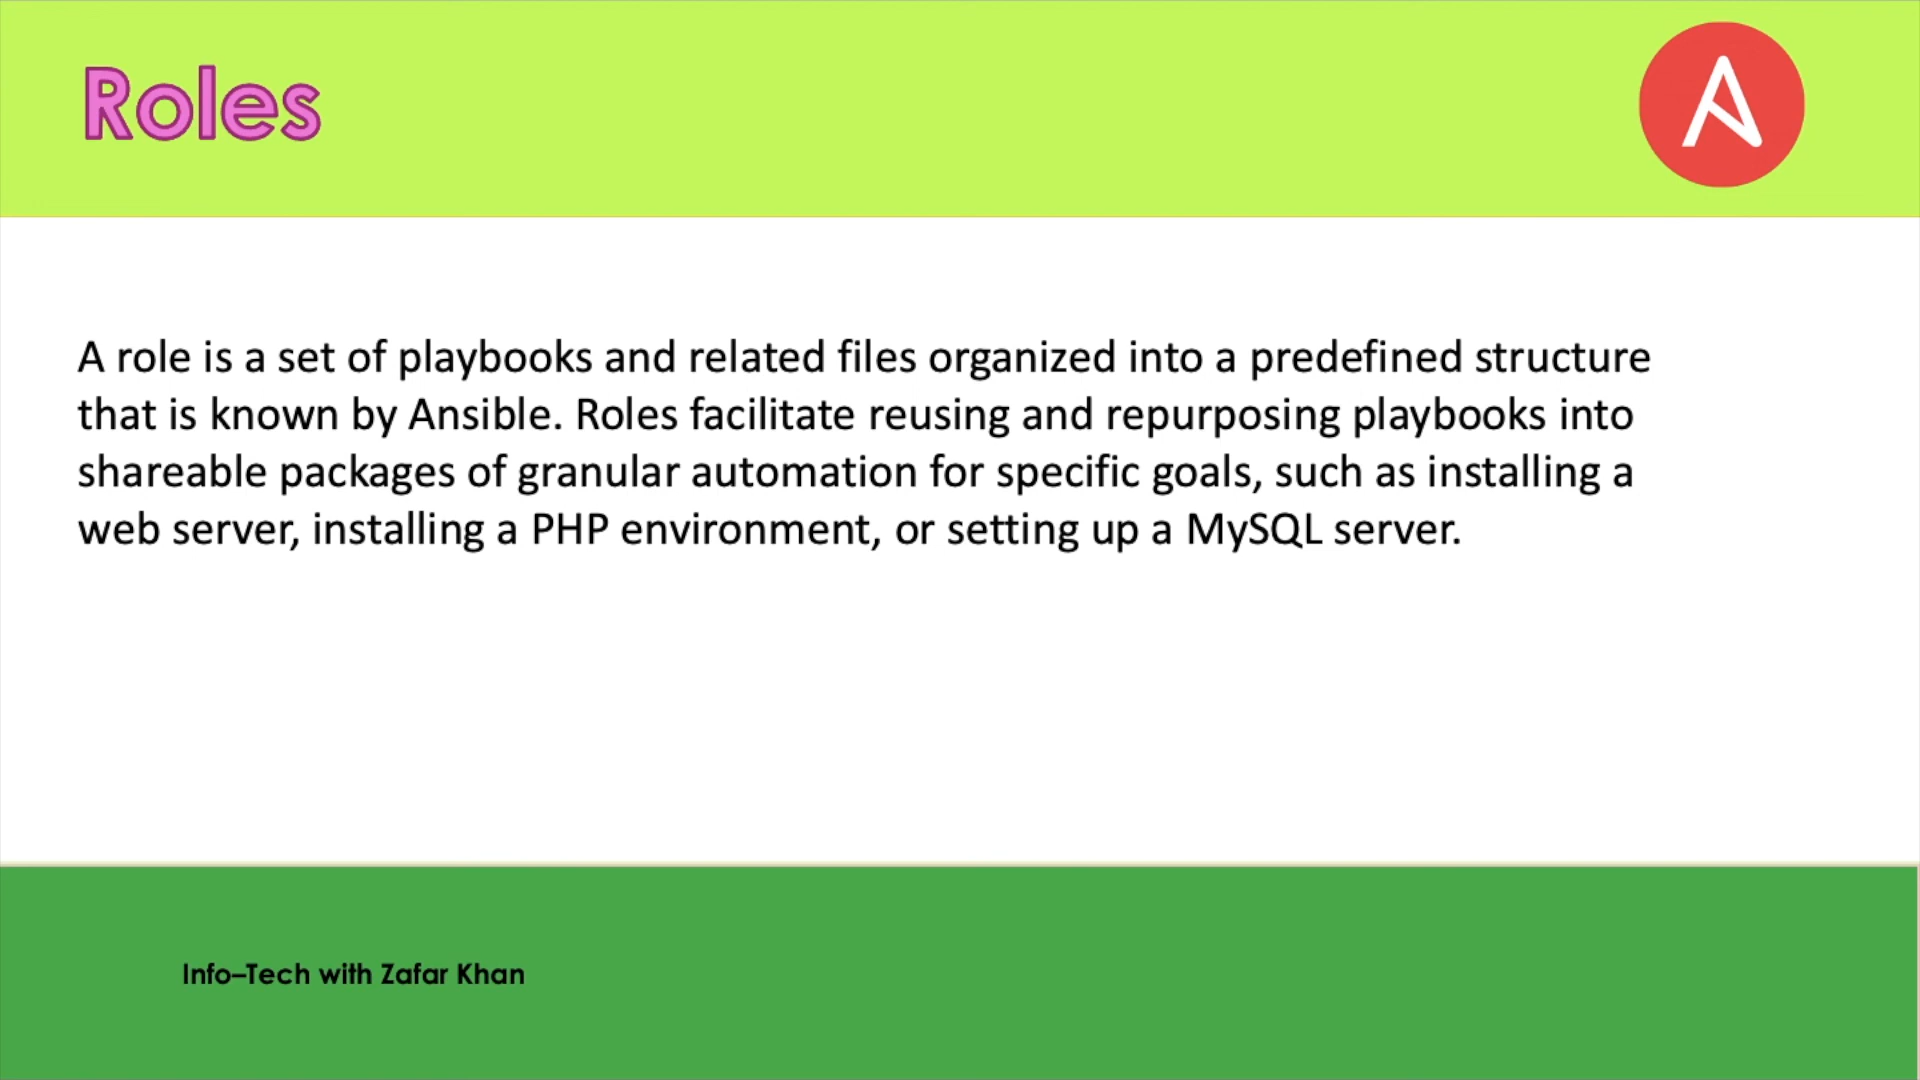 Roles
A role is a set of playbooks and related files organized into a predefined structure
that is known by Ansible. Roles facilitate reusing and repurposing playbooks into
shareable packages of granular automation for specific goals, such as installing a
web server, installing a PHP environment, or setting up a MySQL server.
Info–Tech with Zafar Khan